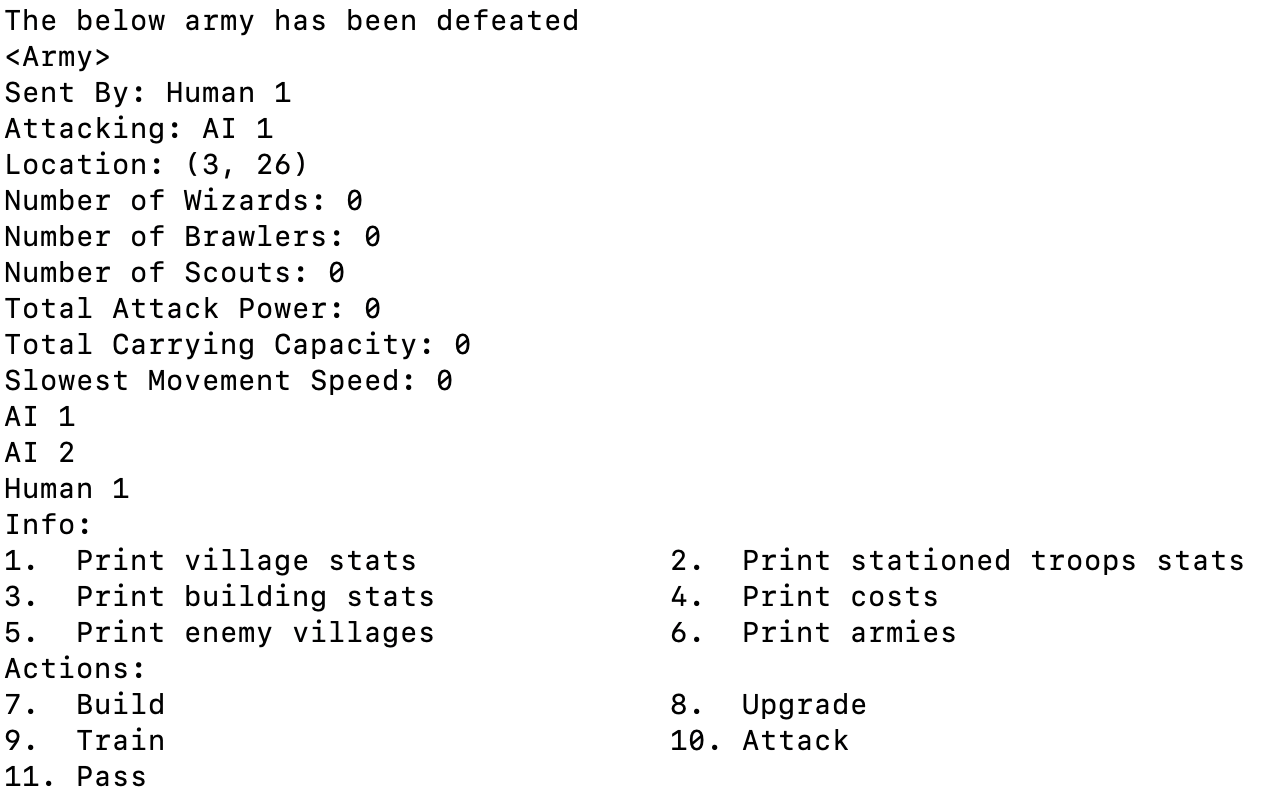 The below army has been defeated
<Army>
Sent By: Human 1
Attacking: AI 1
Location: (3, 26)
Number of Wizards: 0
Number of Brawlers: 0
Number of Scouts: 0
Total Attack Power: 0
Total Carrying Capacity: 0
Slowest Movement Speed: 0
AI 1
AI 2
Human 1
Info:
1.  Print village stats                2.  Print stationed troops stats
3.  Print building stats               4.  Print costs
5.  Print enemy villages               6.  Print armies
Actions:
7.  Build                              8.  Upgrade
9.  Train                              10. Attack
11. Pass